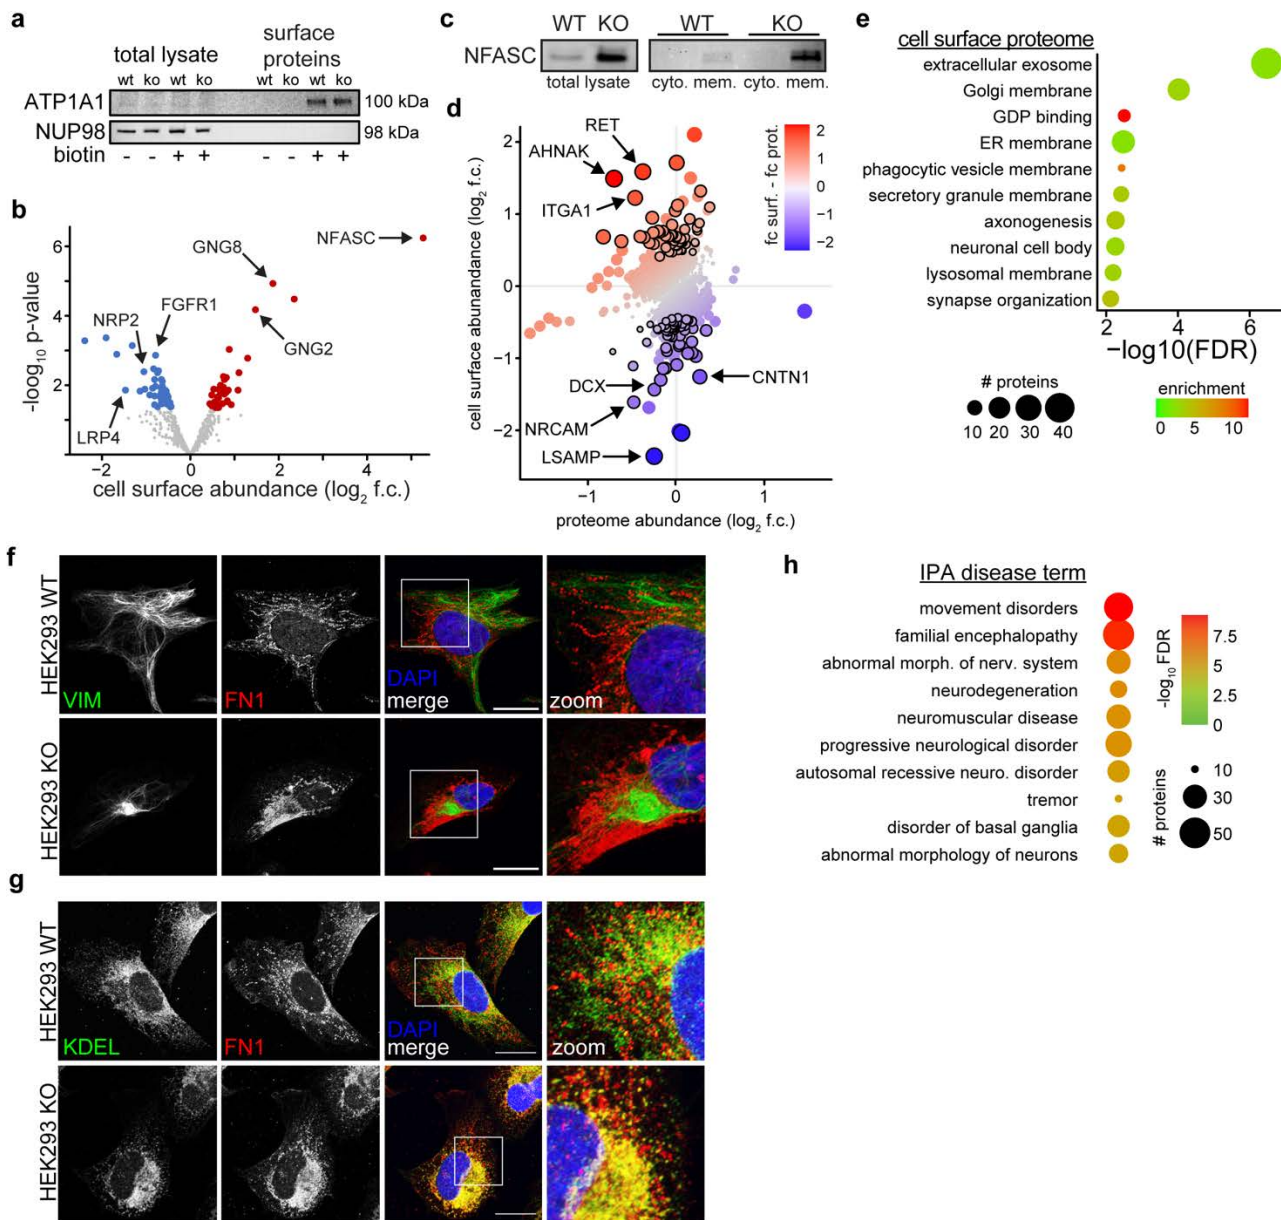 a
total lysate
surface
proteins
wt ko wt ko wt ko wt ko
ATP1A1
100 kDa
NUP98
98 kDa
biotin - - + + - - + +
b
-loog10 p-value
6
4
2
NFASC
GNG8
FGFR1
NRP2
GNG2
LRP4
−2 0 2 4
cell surface abundance (log2 f.c.)
c
WT KO WT KO
NFASC
total lysate cyto. mem. cyto. mem.
d
cell surface abunandance (log2 f.c.)
2
1
0
−1
−2
RET
AHNAK
ITGA1
fc surf. - fc prot.
2
1
0
−1
−2
DCX
CNTN1
NRCAM
LSAMP
−1 0 1
proteome abundance (log2 f.c.)
e
cell surface proteome
extracellular exosome
Golgi membrane
GDP binding
ER membrane
phagocytic vesicle membrane
secretory granule membrane
axonogenesis
neuronal cell body
lysosomal membrane
synapse organization
2 4 6
−log10(FDR)
# proteins
10 20 30 40
enrichment
0 5 10
f
HEK293 WT
VIM
FN1
DAPI
merge
zoom
HEK293 KO
g
HEK293 WT
KDEL
FN1
DAPI
merge
zoom
HEK293 KO
h
IPA disease term
movement disorders
familial encephalopathy
abnormal morph. of nerv. system
neurodegeneration
neuromuscular disease
progressive neurological disorder
autosomal recessive neuro. disorder
tremor
disorder of basal ganglia
abnormal morphology of neurons
-log10 FDR
7.5
5
2.5
0
# proteins
10
30
50